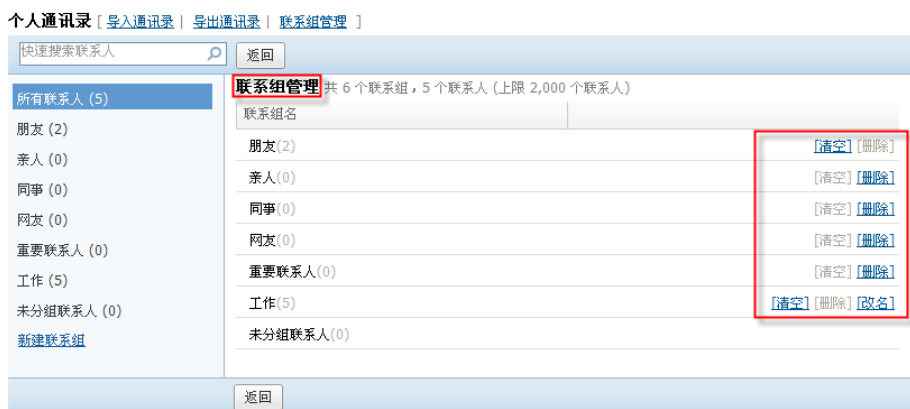 个人通讯录 [ 导入通讯录 | 导出通讯录 | 联系组管理 ]
快速搜索联系人 返回
联系组管理 共 6 个联系组，5 个联系人 (上限 2,000 个联系人)
所有联系人 (5)
朋友 (2)
亲人 (0)
同事 (0)
网友 (0)
重要联系人 (0)
工作 (5)
未分组联系人 (0)
新建联系组
联系组名
朋友(2) [清空] [删除]
亲人(0) [清空] [删除]
同事(0) [清空] [删除]
网友(0) [清空] [删除]
重要联系人(0) [清空] [删除]
工作(5) [清空] [删除] [改名]
未分组联系人(0)
返回